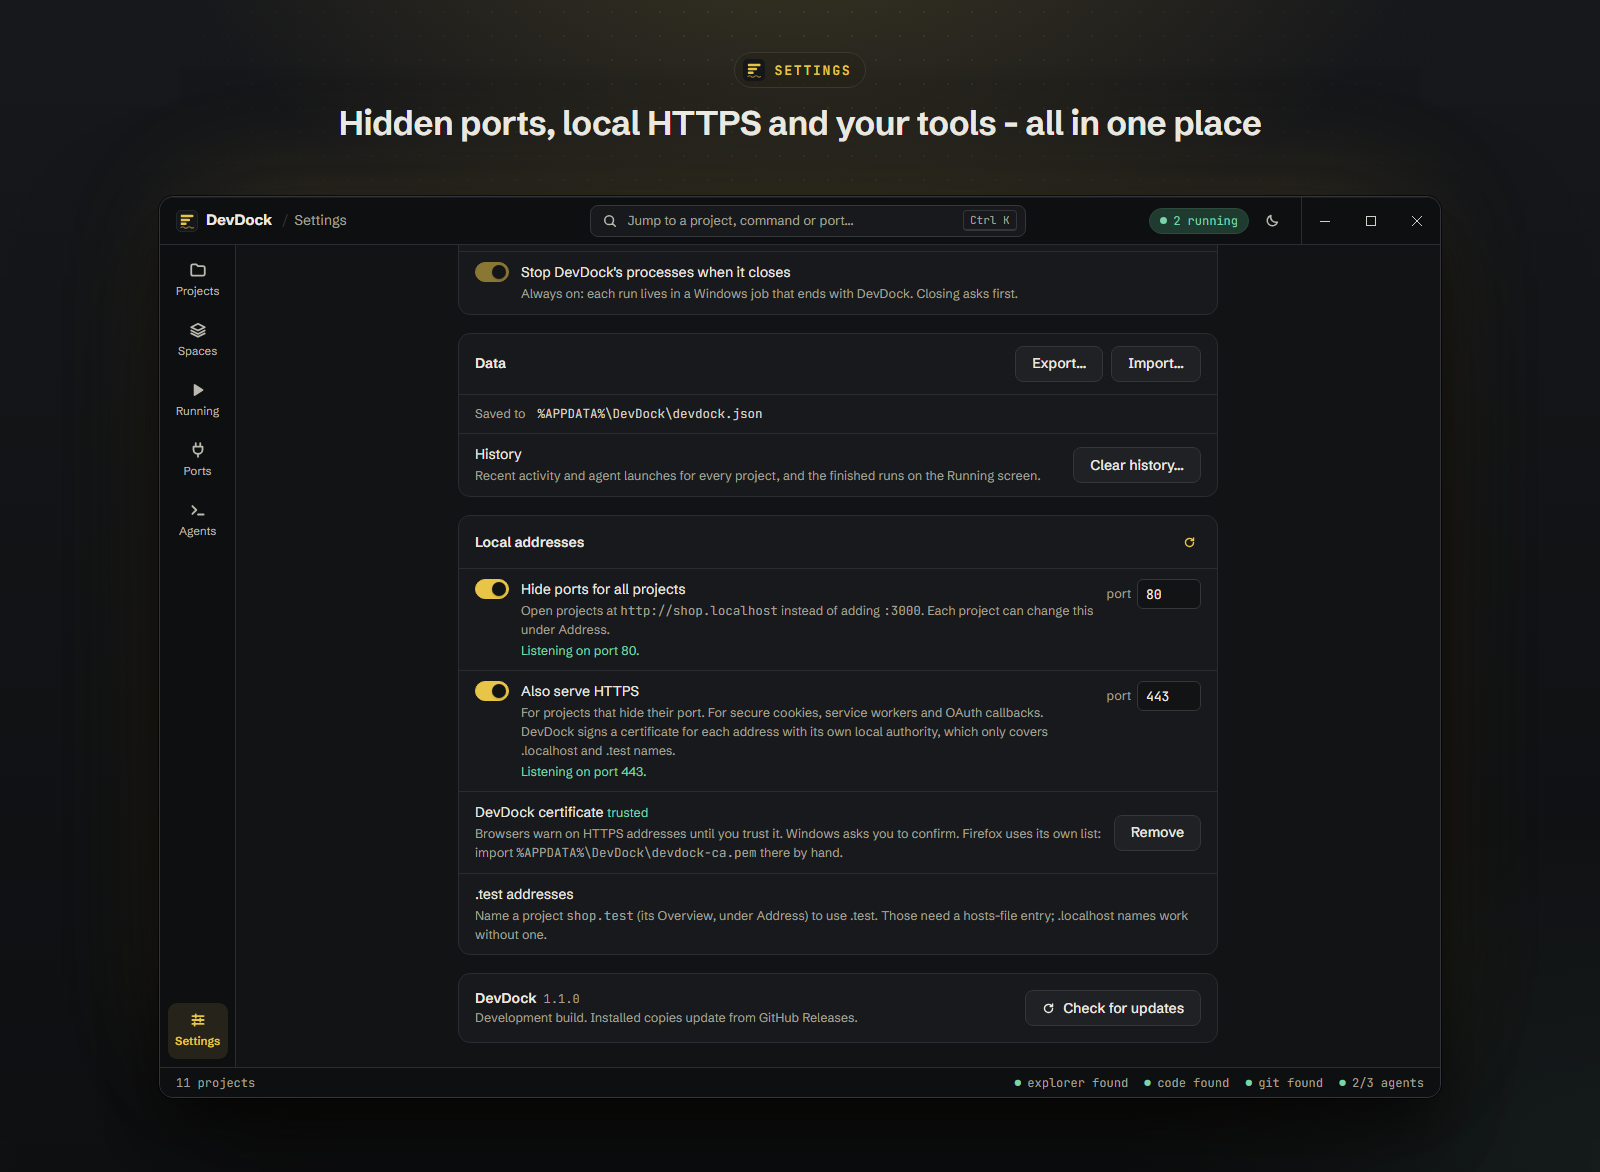 SETTINGS
Hidden ports, local HTTPS and your tools - all in one place
DevDock / Settings
Jump to a project, command or port...
Ctrl K
2 running
Projects
Spaces
Running
Ports
Agents
Settings
Stop DevDock's processes when it closes
Always on: each run lives in a Windows job that ends with DevDock. Closing asks first.
Data
Export...
Import...
Saved to %APPDATA%\DevDock\devdock.json
History
Recent activity and agent launches for every project, and the finished runs on the Running screen.
Clear history...
Local addresses
Hide ports for all projects
port 80
Open projects at http://shop.localhost instead of adding :3000. Each project can change this
under Address.
Listening on port 80.
Also serve HTTPS
port 443
For projects that hide their port. For secure cookies, service workers and OAuth callbacks.
DevDock signs a certificate for each address with its own local authority, which only covers
.localhost and .test names.
Listening on port 443.
DevDock certificate trusted
Browsers warn on HTTPS addresses until you trust it. Windows asks you to confirm. Firefox uses its own list:
import %APPDATA%\DevDock\devdock-ca.pem there by hand.
Remove
.test addresses
Name a project shop.test (its Overview, under Address) to use .test. Those need a hosts-file entry; .localhost names work
without one.
DevDock 1.1.0
Development build. Installed copies update from GitHub Releases.
Check for updates
11 projects
explorer found
code found
git found
2/3 agents